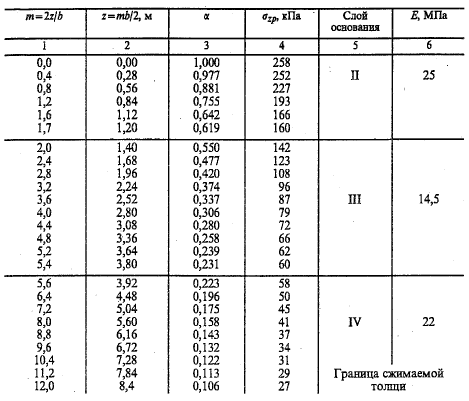 m=2z/b z=mb/2, м α σzp, кПа Слой основания E, МПа
1 2 3 4 5 6
0,0 0,00 1,000 258
0,4 0,28 0,977 252
0,8 0,56 0,881 227 II 25
1,2 0,84 0,755 193
1,6 1,12 0,642 166
1,7 1,20 0,619 160
2,0 1,40 0,550 142
2,4 1,68 0,477 123
2,8 1,96 0,420 108
3,2 2,24 0,374 96
3,6 2,52 0,337 87 III 14,5
4,0 2,80 0,306 79
4,4 3,08 0,280 72
4,8 3,36 0,258 66
5,2 3,64 0,239 62
5,4 3,80 0,231 60
5,6 3,92 0,223 58
6,4 4,48 0,196 50
7,2 5,04 0,175 45
8,0 5,60 0,158 41 IV 22
8,8 6,16 0,143 37
9,6 6,72 0,132 34
10,4 7,28 0,122 31
11,2 7,84 0,113 29 Граница сжимаемой
12,0 8,4 0,106 27 толщи